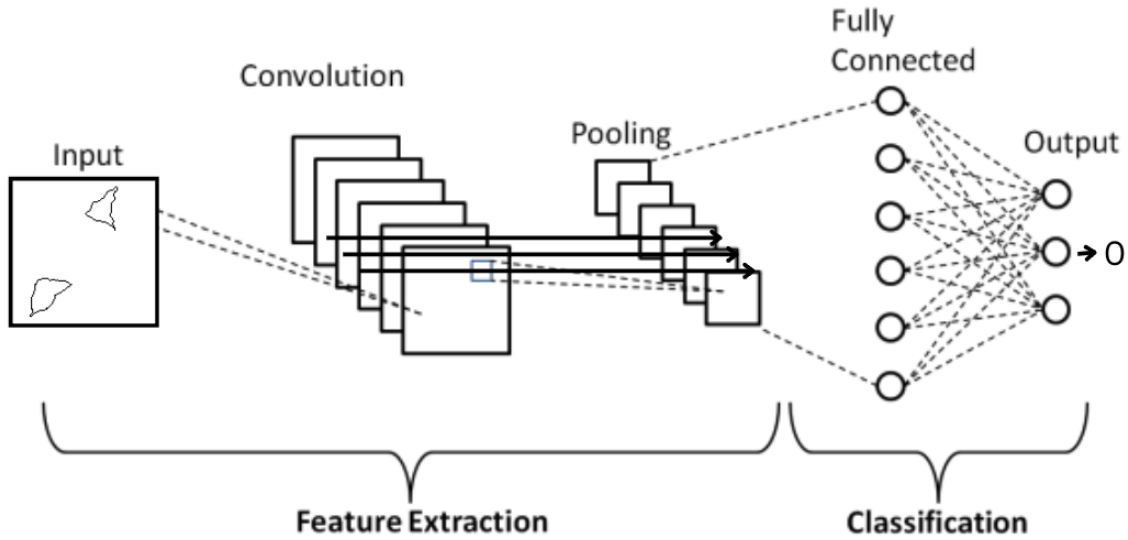 Fully
Connected
Convolution
Pooling
Output
Input
0
Feature Extraction
Classification